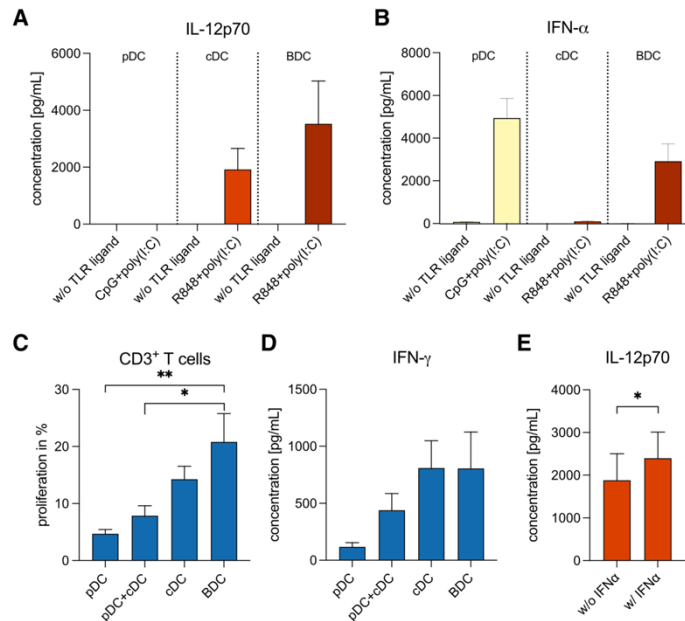 A
IL-12p70
pDC cDC BDC
concentration [pg/mL]
6000
4000
2000
0
w/o TLR ligand
CpG+poly(I:C)
w/o TLR ligand
R848+poly(I:C)
w/o TLR ligand
R848+poly(I:C)
B
IFN-α
pDC cDC BDC
concentration [pg/mL]
8000
6000
4000
2000
0
w/o TLR ligand
CpG+poly(I:C)
w/o TLR ligand
R848+poly(I:C)
w/o TLR ligand
R848+poly(I:C)
C
CD3⁺ T cells
**
*
proliferation in %
30
20
10
0
pDC
pDC+cDC
cDC
BDC
D
IFN-γ
concentration [pg/mL]
1500
1000
500
0
pDC
pDC+cDC
cDC
BDC
E
IL-12p70
*
concentration [pg/mL]
4000
3000
2000
1000
0
w/o IFNα
w/ IFNα